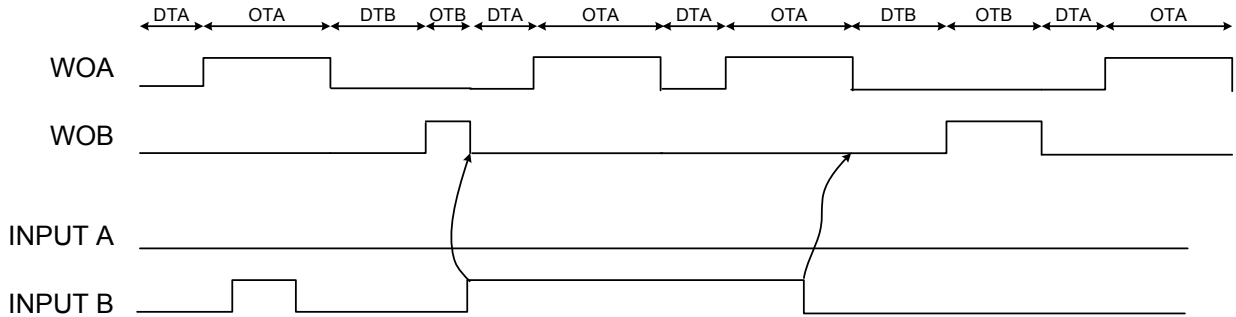 DTA OTA DTB OTB DTA OTA DTA OTA DTB OTB DTA OTA
WOA
WOB
INPUT A
INPUT B